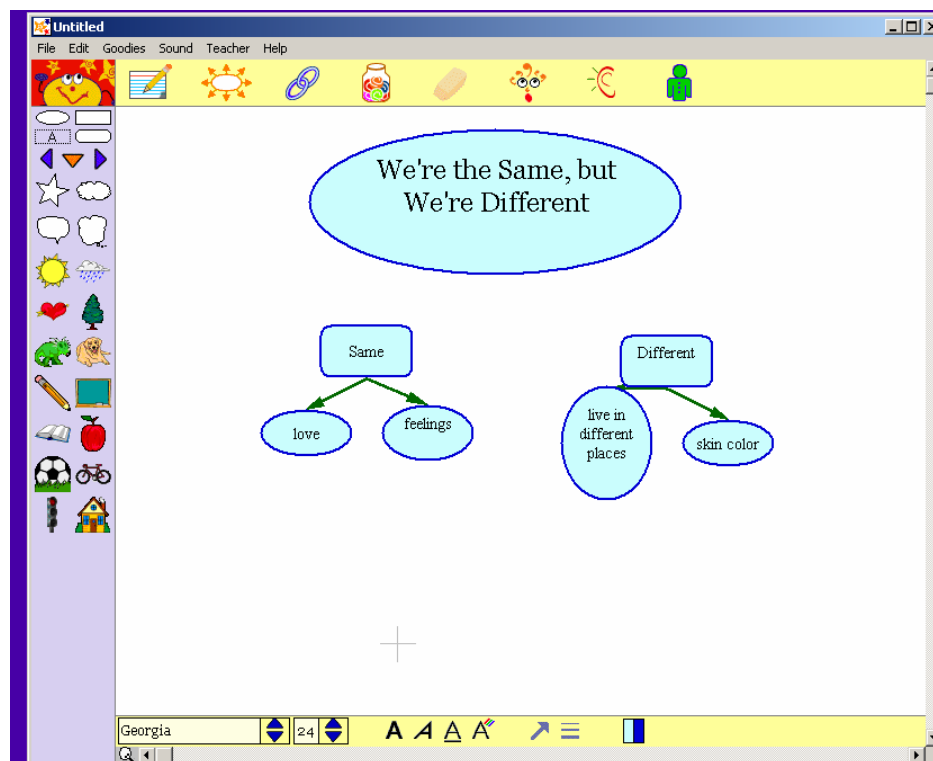 Untitled
File Edit Goodies Sound Teacher Help
A
We're the Same, but
We're Different
Same
Different
love
feelings
live in
different
places
skin color
Georgia
24
A A A A